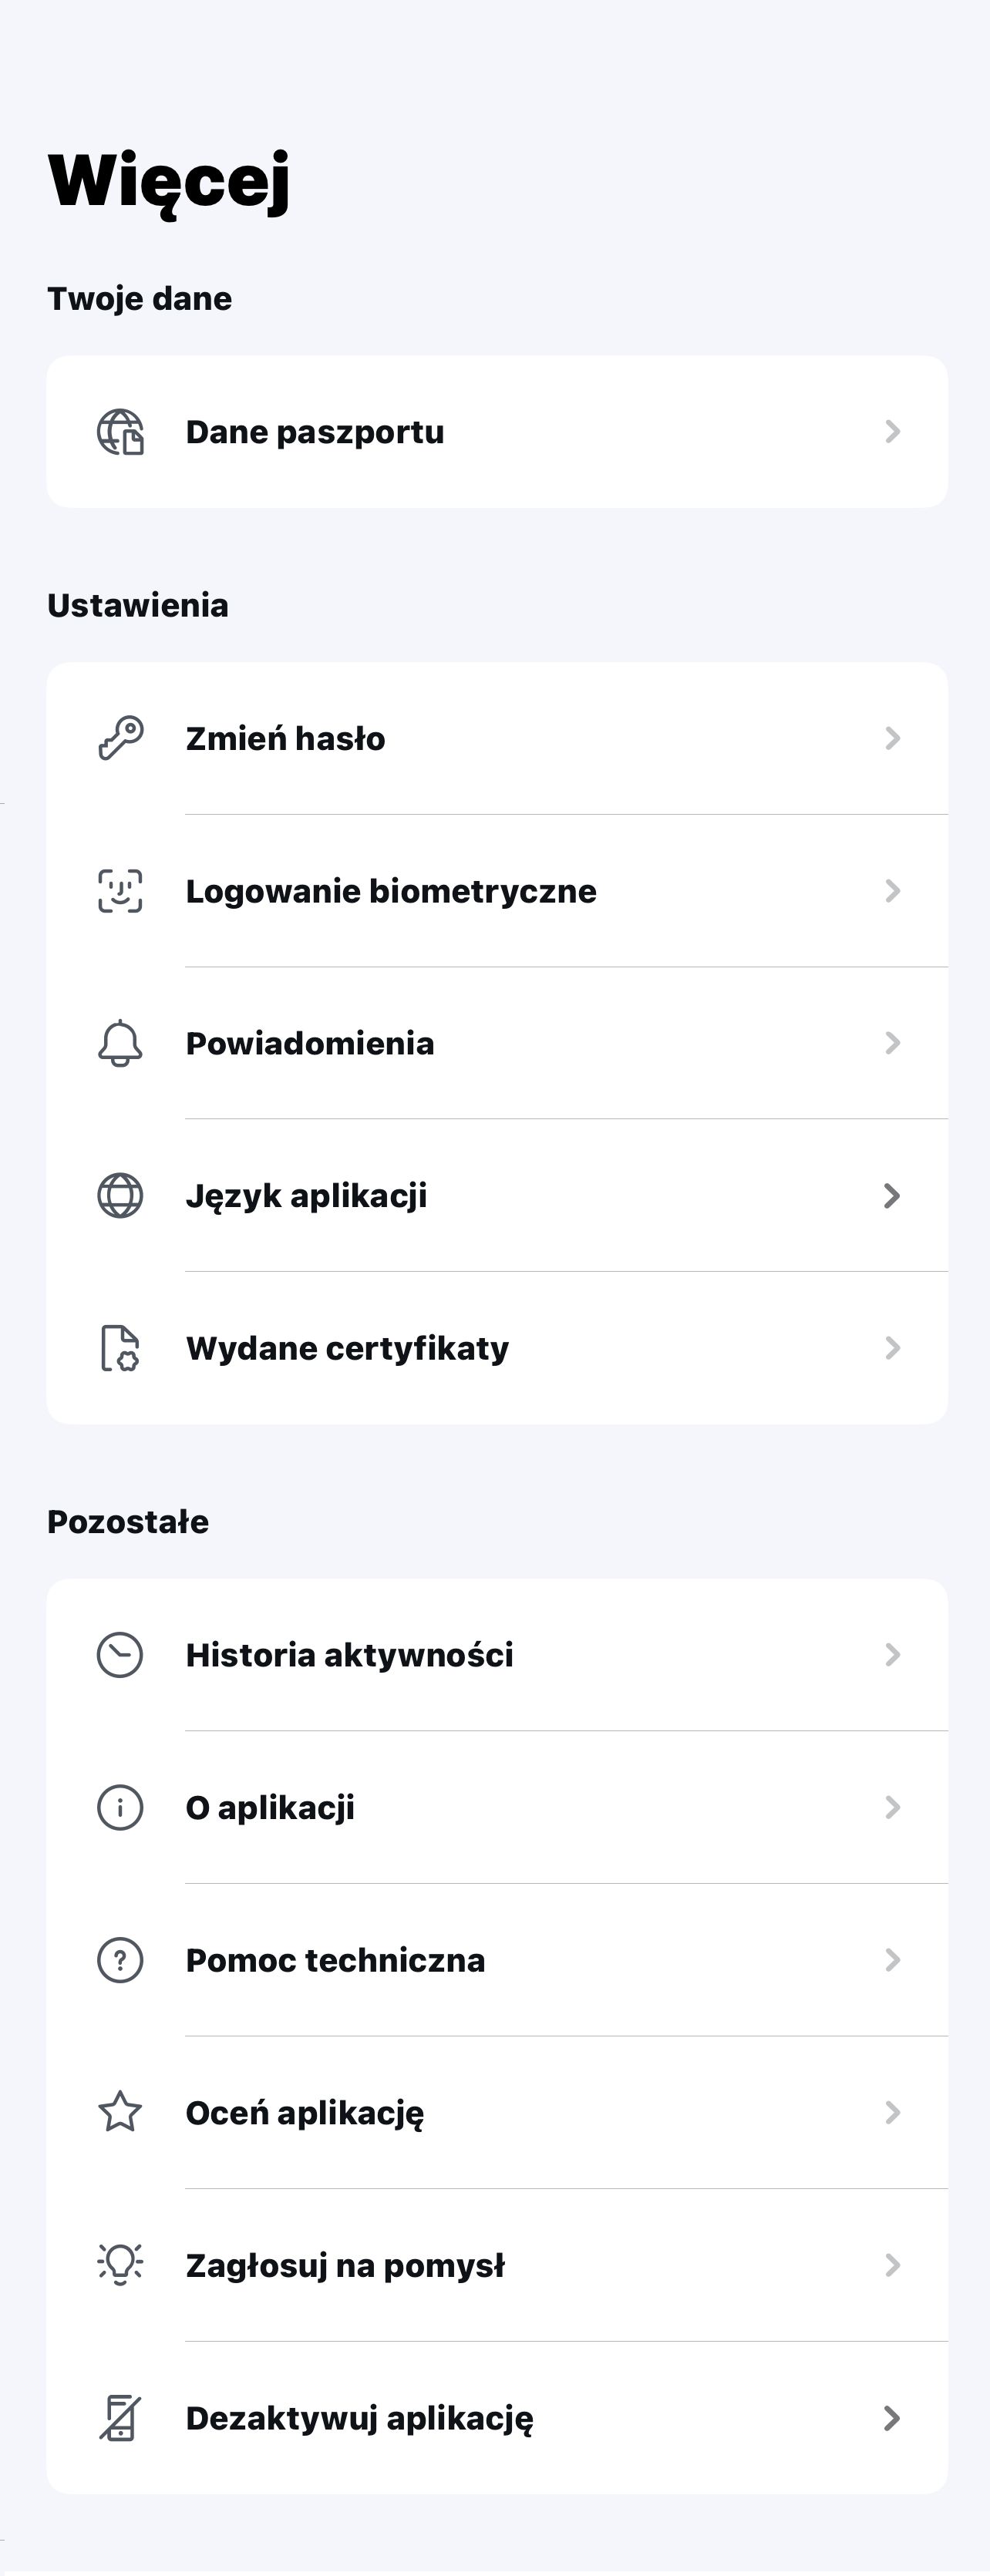 Więcej
Twoje dane
Dane paszportu
Ustawienia
Zmień hasło
Logowanie biometryczne
Powiadomienia
Język aplikacji
Wydane certyfikaty
Pozostałe
Historia aktywności
O aplikacji
Pomoc techniczna
Oceń aplikację
Zagłosuj na pomysł
Dezaktywuj aplikację